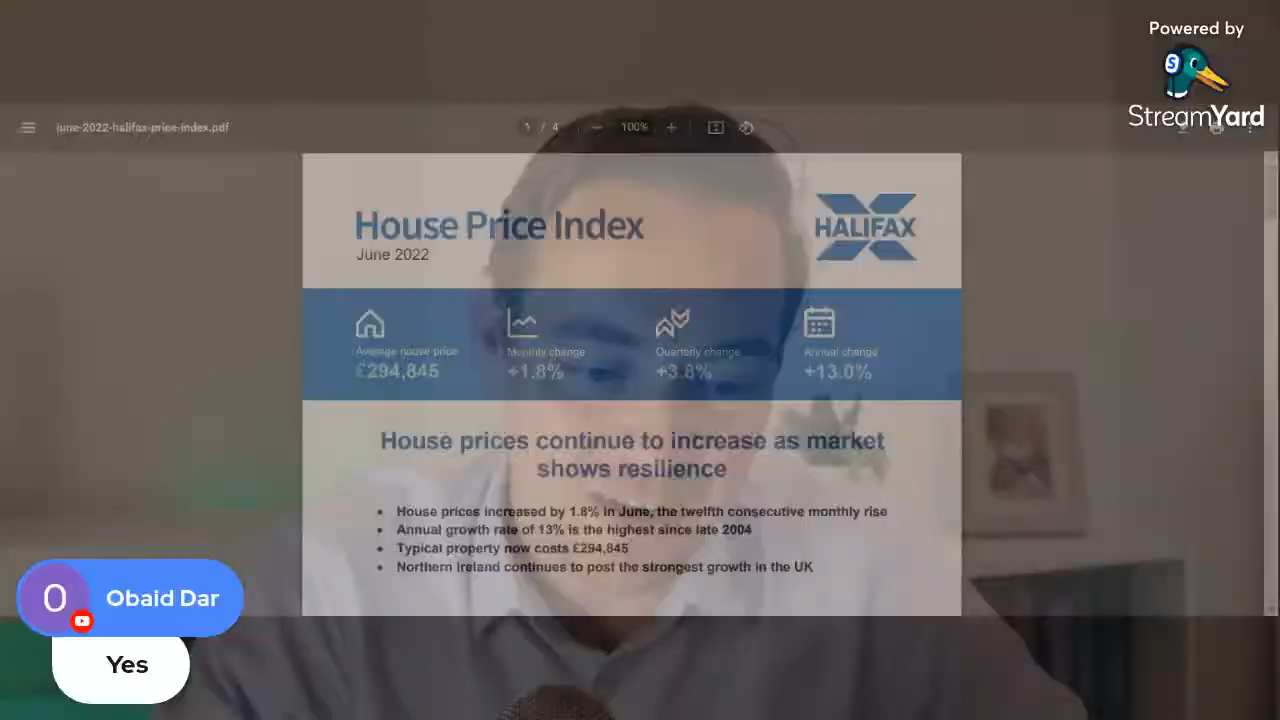 Powered by
StreamYard
june-2022-halifax-price-index.pdf
1 / 4
100%
House Price Index
June 2022
HALIFAX
Average house price
£294,845
Monthly change
+1.8%
Quarterly change
+3.8%
Annual change
+13.0%
House prices continue to increase as market
shows resilience
• House prices increased by 1.8% in June, the twelfth consecutive monthly rise
• Annual growth rate of 13% is the highest since late 2004
• Typical property now costs £294,845
• Northern Ireland continues to post the strongest growth in the UK
O
Obaid Dar
Yes